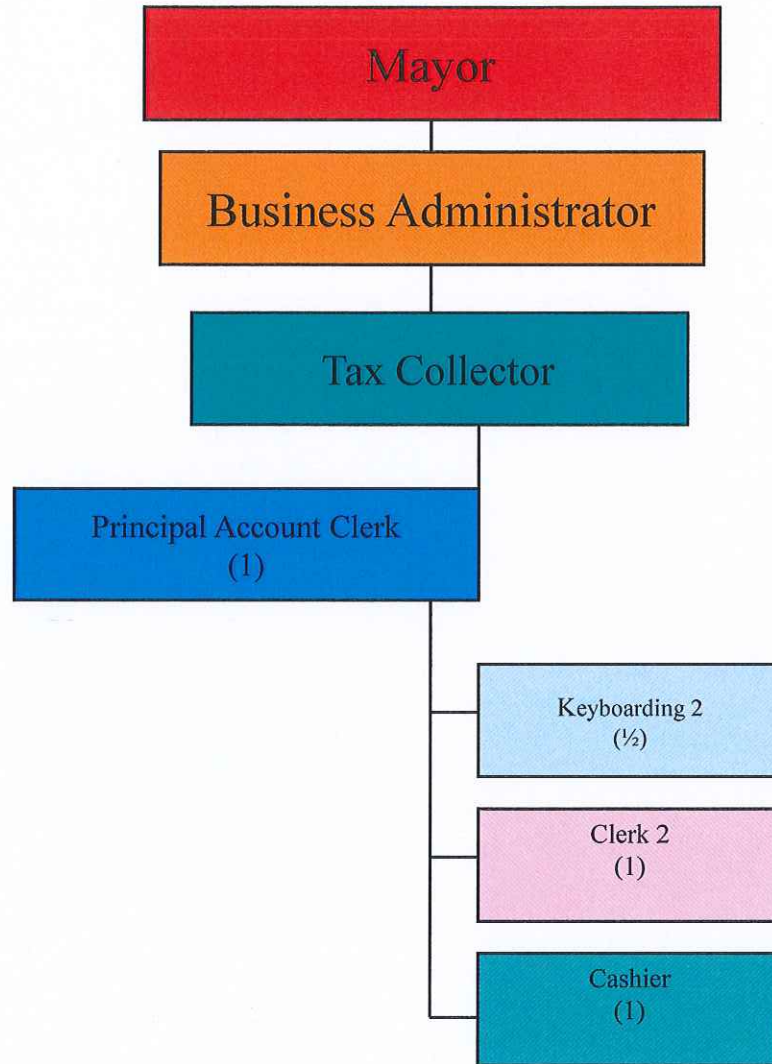 Mayor
Business Administrator
Tax Collector
Principal Account Clerk
(1)
Keyboarding 2
(½)
Clerk 2
(1)
Cashier
(1)